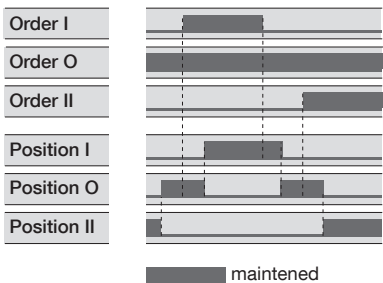 Order I
Order O
Order II
Position I
Position O
Position II
maintened